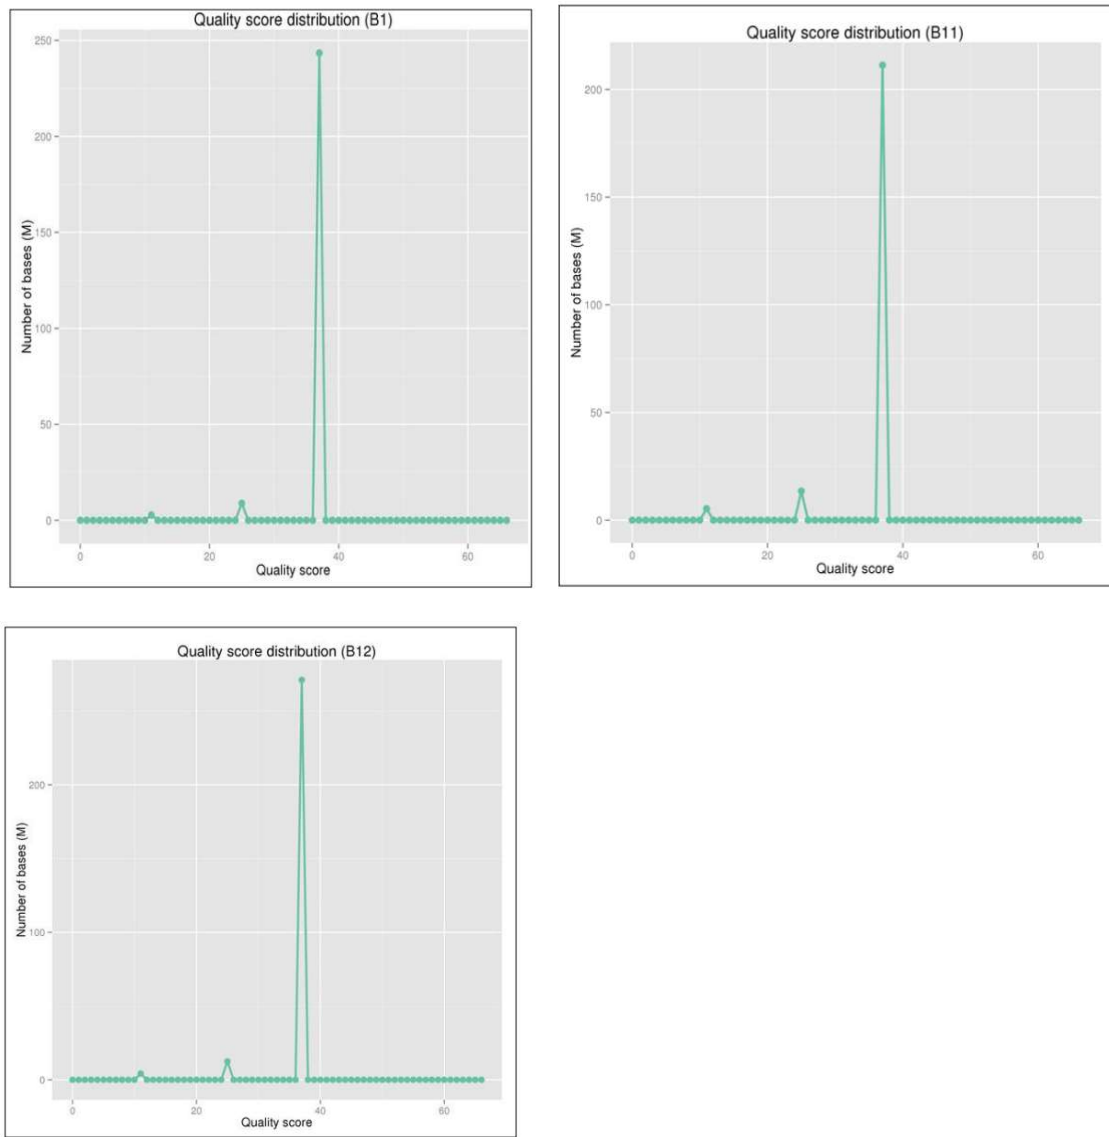 Quality score distribution (B1)
250
200
150
100
50
0
Number of bases (M)
0 20 40 60
Quality score
Quality score distribution (B11)
200
150
100
50
0
Number of bases (M)
0 20 40 60
Quality score
Quality score distribution (B12)
200
100
0
Number of bases (M)
0 20 40 60
Quality score